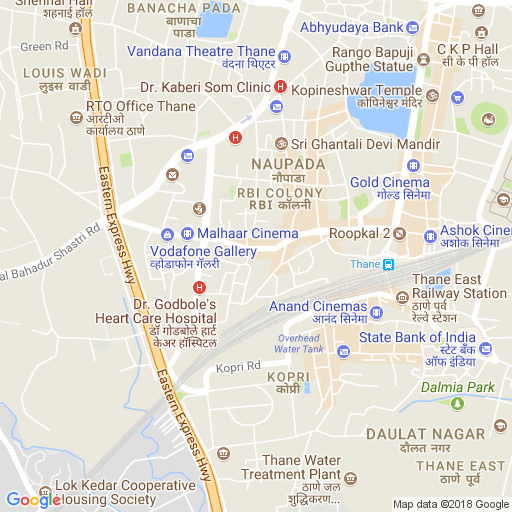 Shennai Hall
शहनाई हॉल
BANACHA PADA
बाणाचा
पाडा
Abhyudaya Bank
Green Rd
Vandana Theatre Thane
वंदना थिएटर
Rango Bapuji
Gupthe Statue
C K P Hall
सी के पी हॉल
LOUIS WADI
लुइस वाडी
Dr. Kaberi Som Clinic
Kopineshwar Temple
कोपिनेश्वर मंदिर
RTO Office Thane
आरटीओ
कार्यालय ठाणे
Sri Ghantali Devi Mandir
NAUPADA
नौपाडा
Eastern Express Hwy
RBI COLONY
RBI कॉलनी
Gold Cinema
गोल्ड सिनेमा
Malhaar Cinema
Roopkal 2
Ashok Cinem
अशोक सिनेमा
al Bahadur Shastri Rd
Vodafone Gallery
व्होडाफोन गॅलरी
Thane
Thane East
Railway Station
ठाणे पूर्व
रेल्वे स्टेशन
Dr. Godbole's
Heart Care Hospital
डॉ गोडबोले हार्ट
केअर हॉस्पिटल
Anand Cinemas
आनंद सिनेमा
Overhead
Water Tank
State Bank of India
स्टेट बँक
ऑफ इंडिया
Kopri Rd
KOPRI
कोप्री
Dalmia Park
Eastern Express Hwy
DAULAT NAGAR
दौलत नगर
Thane Water
Treatment Plant
ठाणे जल
शुद्धिकरण...
THANE EAST
ठाणे पूर्व
Lok Kedar Cooperative
Housing Society
Google
Map data ©2018 Google